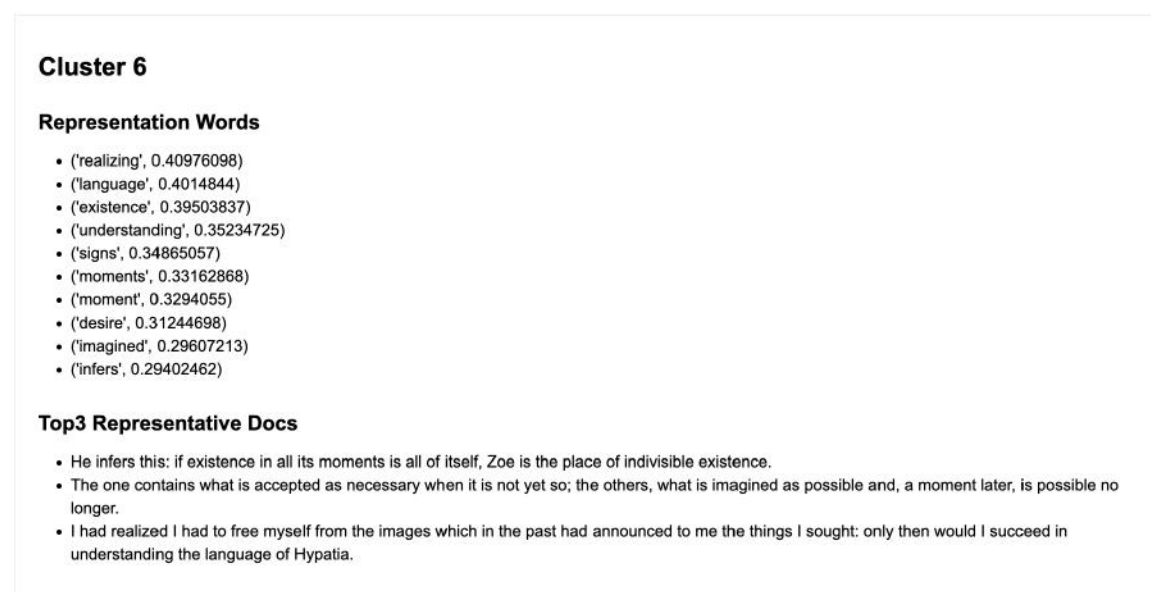 Cluster 6
Representation Words
• ('realizing', 0.40976098)
• ('language', 0.4014844)
• ('existence', 0.39503837)
• ('understanding', 0.35234725)
• ('signs', 0.34865057)
• ('moments', 0.33162868)
• ('moment', 0.3294055)
• ('desire', 0.31244698)
• ('imagined', 0.29607213)
• ('infers', 0.29402462)
Top3 Representative Docs
• He infers this: if existence in all its moments is all of itself, Zoe is the place of indivisible existence.
• The one contains what is accepted as necessary when it is not yet so; the others, what is imagined as possible and, a moment later, is possible no
longer.
• I had realized I had to free myself from the images which in the past had announced to me the things I sought: only then would I succeed in
understanding the language of Hypatia.